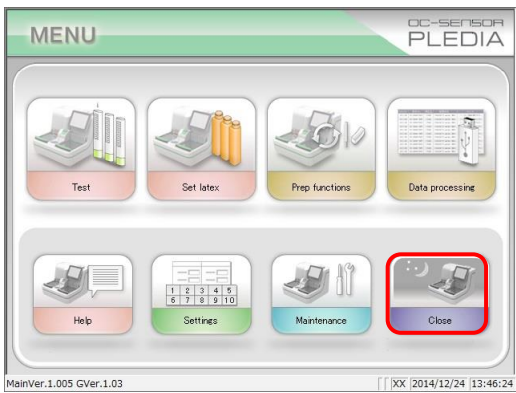 MENU
OC-SENSOR
PLEDIA
Test
Set latex
Prep functions
Data processing
1 2 3 4 5
6 7 8 9 10
Help
Settings
Maintenance
Close
MainVer.1.005 GVer.1.03
XX 2014/12/24 13:46:24